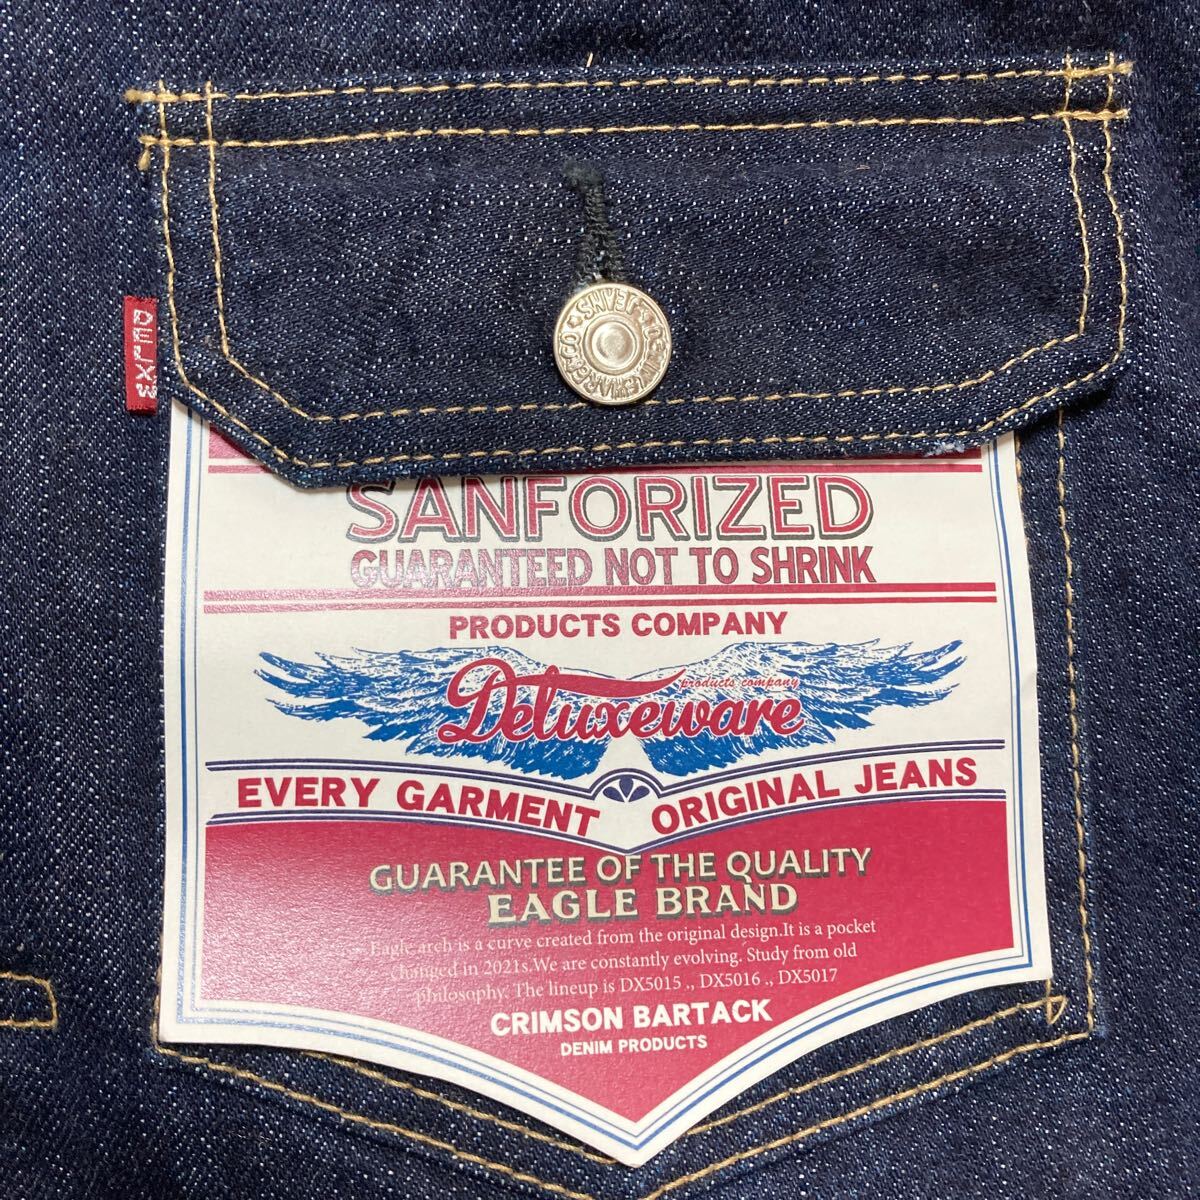 DELXE
JEANS
SANFORIZED
GUARANTEED NOT TO SHRINK
PRODUCTS COMPANY
Deluxeware
products company
EVERY GARMENT ORIGINAL JEANS
GUARANTEE OF THE QUALITY
EAGLE BRAND
Eagle arch is a curve created from the original design.It is a pocket
changed in 2021s.We are constantly evolving. Study from old
philosophy. The lineup is DX5015 ., DX5016 ., DX5017
CRIMSON BARTACK
DENIM PRODUCTS